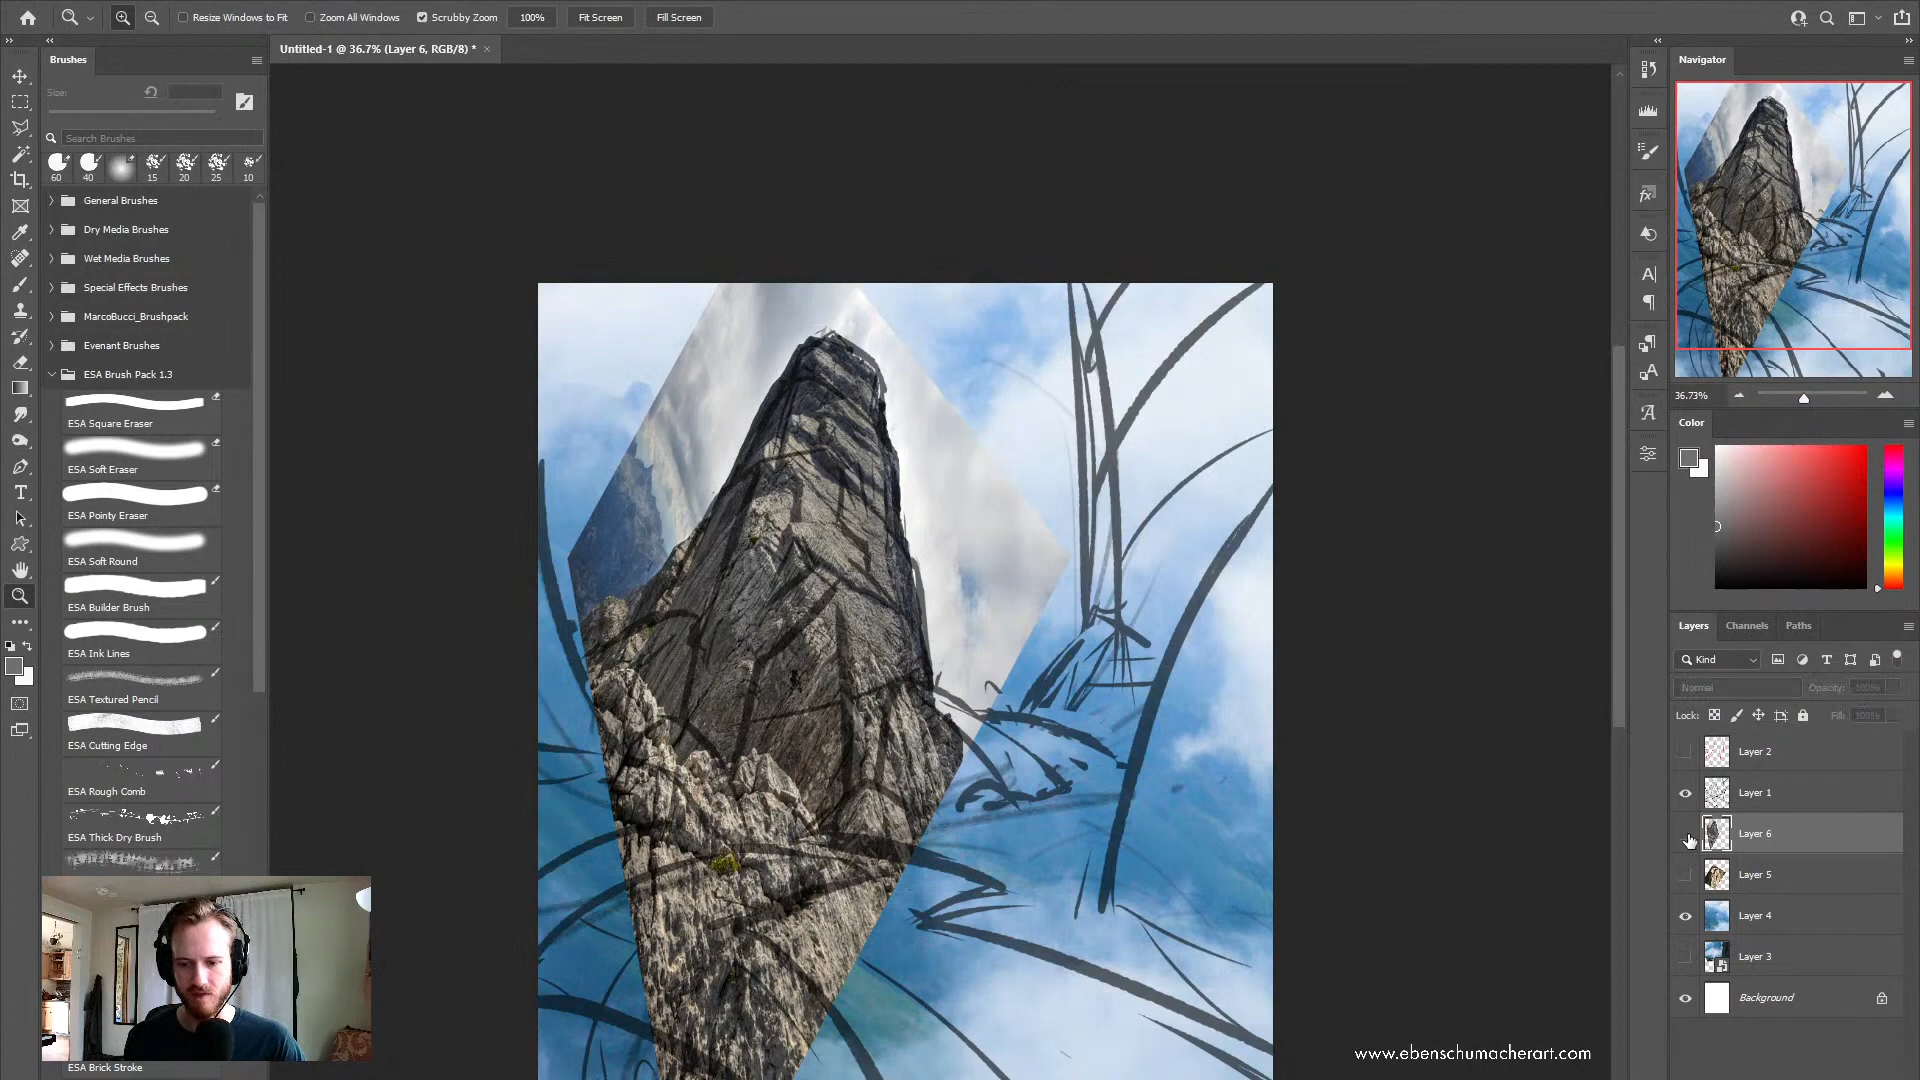 Resize Windows to Fit
Zoom All Windows
Scrubby Zoom
100%
Fit Screen
Fill Screen
Untitled-1 @ 36.7% (Layer 6, RGB/8) *
Brushes
Size:
Search Brushes
60
40
15
20
25
10
General Brushes
Dry Media Brushes
Wet Media Brushes
Special Effects Brushes
MarcoBucci_Brushpack
Evenant Brushes
ESA Brush Pack 1.3
ESA Square Eraser
ESA Soft Eraser
ESA Pointy Eraser
ESA Soft Round
ESA Builder Brush
ESA Ink Lines
ESA Textured Pencil
ESA Cutting Edge
ESA Rough Comb
ESA Thick Dry Brush
ESA Brick Stroke
Navigator
36.73%
Color
Layers
Channels
Paths
Kind
Normal
Opacity: 100%
Lock:
Fill: 100%
Layer 2
Layer 1
Layer 6
Layer 5
Layer 4
Layer 3
Background
www.ebenschumacherart.com